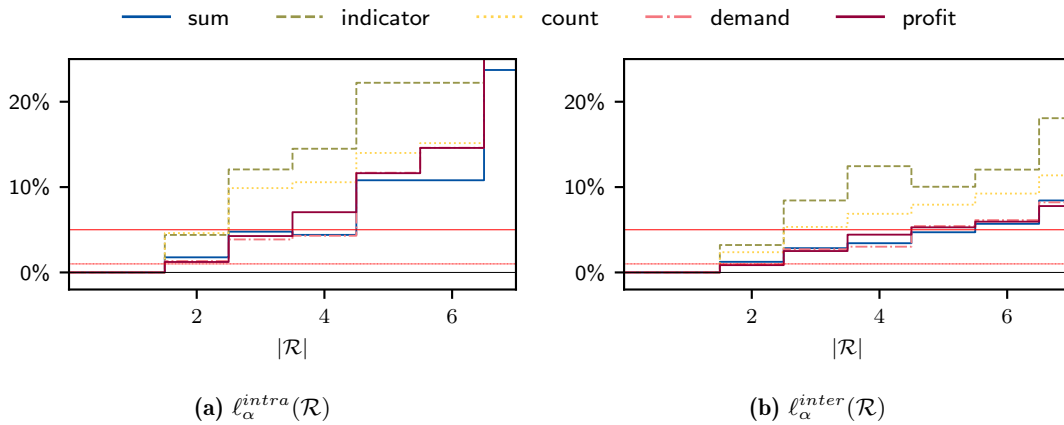 sum indicator count demand profit
20%
10%
0%
2 4 6
|ℛ|
(a) ℓ_α^{intra}(ℛ)
20%
10%
0%
2 4 6
|ℛ|
(b) ℓ_α^{inter}(ℛ)